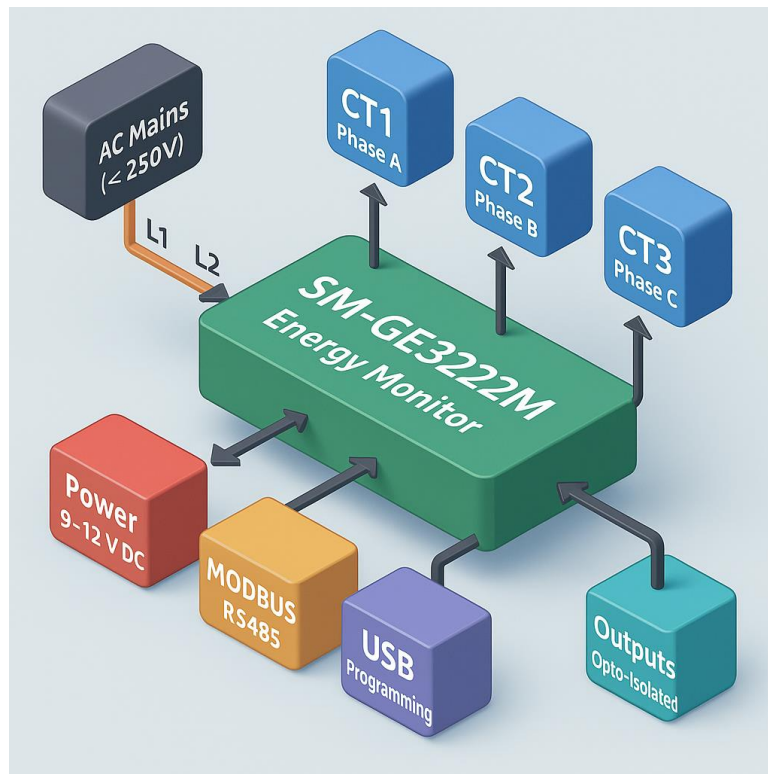 AC Mains
(< 250V)
L1
L2
CT1
Phase A
CT2
Phase B
CT3
Phase C
SM-GE3222M
Energy Monitor
Power
9–12 V DC
MODBUS
RS485
USB
Programming
Outputs
Opto-Isolated